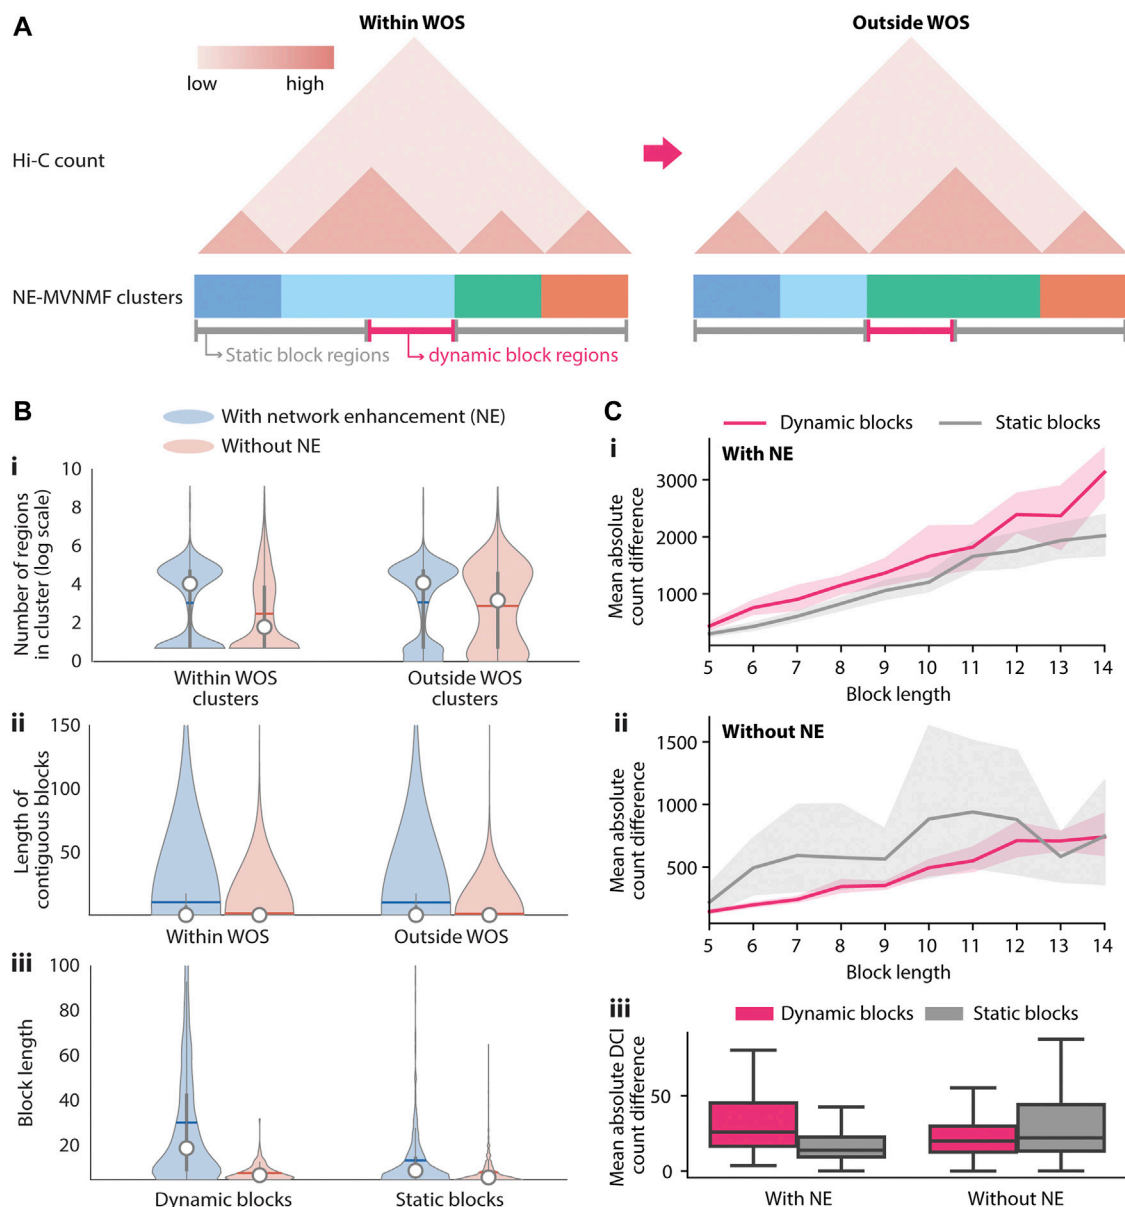 A
Within WOS
Outside WOS
low
high
Hi-C count
NE-MVNMF clusters
Static block regions
dynamic block regions
B
With network enhancement (NE)
Without NE
i
Number of regions
in cluster (log scale)
10
8
6
4
2
0
Within WOS
clusters
Outside WOS
clusters
ii
Length of
contiguous blocks
150
100
50
Within WOS
Outside WOS
iii
Block length
100
80
60
40
20
Dynamic blocks
Static blocks
C
Dynamic blocks
Static blocks
i
With NE
Mean absolute
count difference
3000
2000
1000
5 6 7 8 9 10 11 12 13 14
Block length
ii
Without NE
Mean absolute
count difference
1500
1000
500
5 6 7 8 9 10 11 12 13 14
Block length
iii
Dynamic blocks
Static blocks
Mean absolute DCI
count difference
50
0
With NE
Without NE